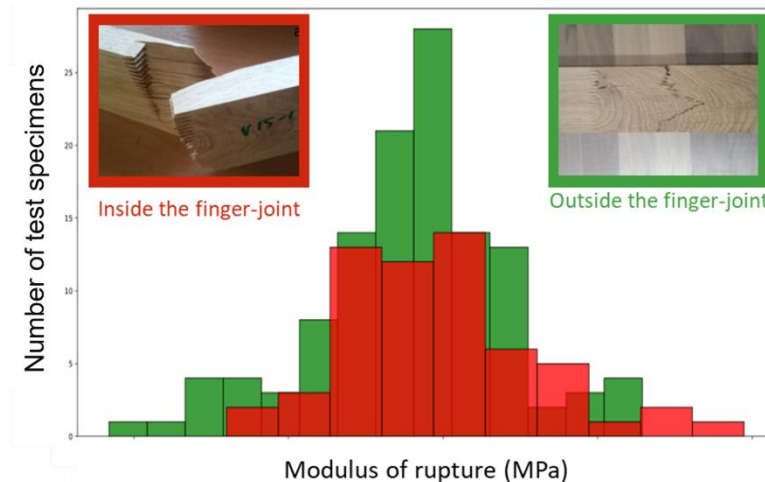 Inside the finger-joint
Outside the finger-joint
Number of test specimens
25
20
15
10
5
0
Modulus of rupture (MPa)